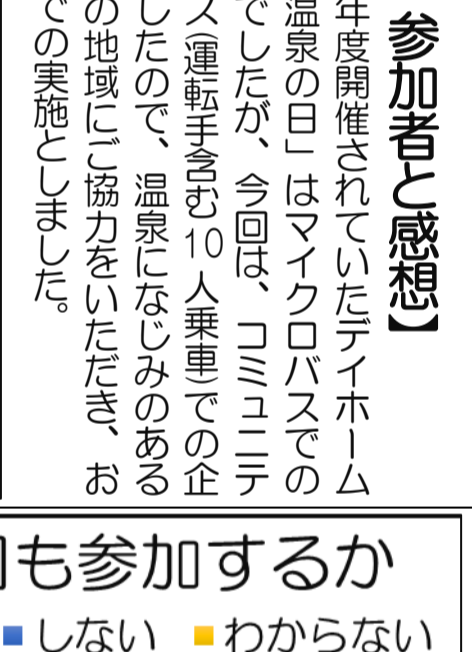 参加者と感想】
年度開催されていたデイホーム
温泉の日」はマイクロバスでの
でしたが、今回は、コミュニテ
ス(運転手含む10人乗車)での企
したので、温泉になじみのある
の地域にご協力をいただき、お
での実施としました。
回も参加するか
しない わからない